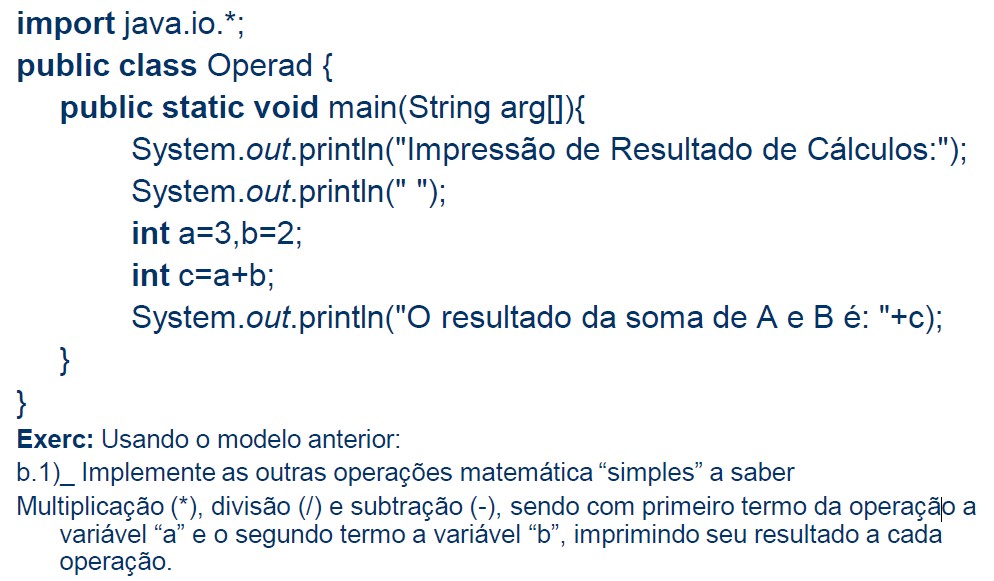 import java.io.*;
public class Operad {
public static void main(String arg[]){
System.out.println("Impressão de Resultado de Cálculos:");
System.out.println(" ");
int a=3,b=2;
int c=a+b;
System.out.println("O resultado da soma de A e B é: "+c);
}
}
Exerc: Usando o modelo anterior:
b.1)_ Implemente as outras operações matemática “simples” a saber
Multiplicação (*), divisão (/) e subtração (-), sendo com primeiro termo da operação a
variável “a” e o segundo termo a variável “b”, imprimindo seu resultado a cada
operação.